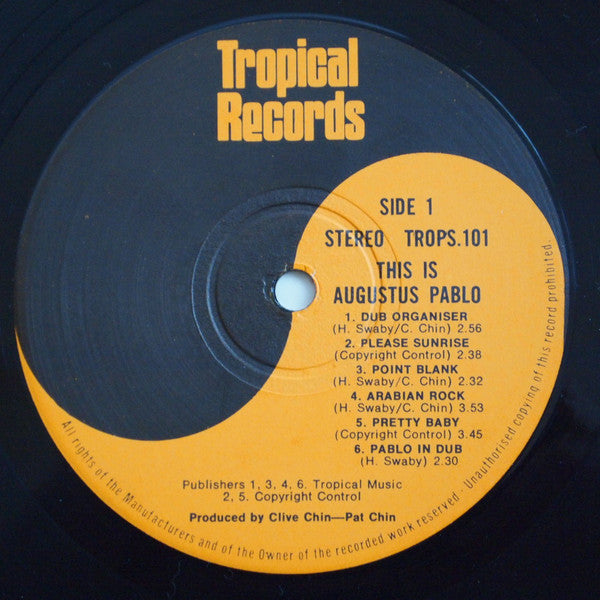 Tropical
Records
SIDE 1
STEREO TROPS.101
THIS IS
AUGUSTUS PABLO
1. DUB ORGANISER
(H. Swaby/C. Chin) 2.56
2. PLEASE SUNRISE
(Copyright Control) 2.38
3. POINT BLANK
(H. Swaby/C. Chin) 2.32
4. ARABIAN ROCK
(H. Swaby/C. Chin) 3.53
5. PRETTY BABY
(Copyright Control) 3.45
6. PABLO IN DUB
(H. Swaby) 2.30
Publishers 1, 3, 4, 6. Tropical Music
2, 5. Copyright Control
Produced by Clive Chin—Pat Chin
All rights of the Manufacturers and of the Owner of the recorded work reserved · Unauthorised copying of this record prohibited.